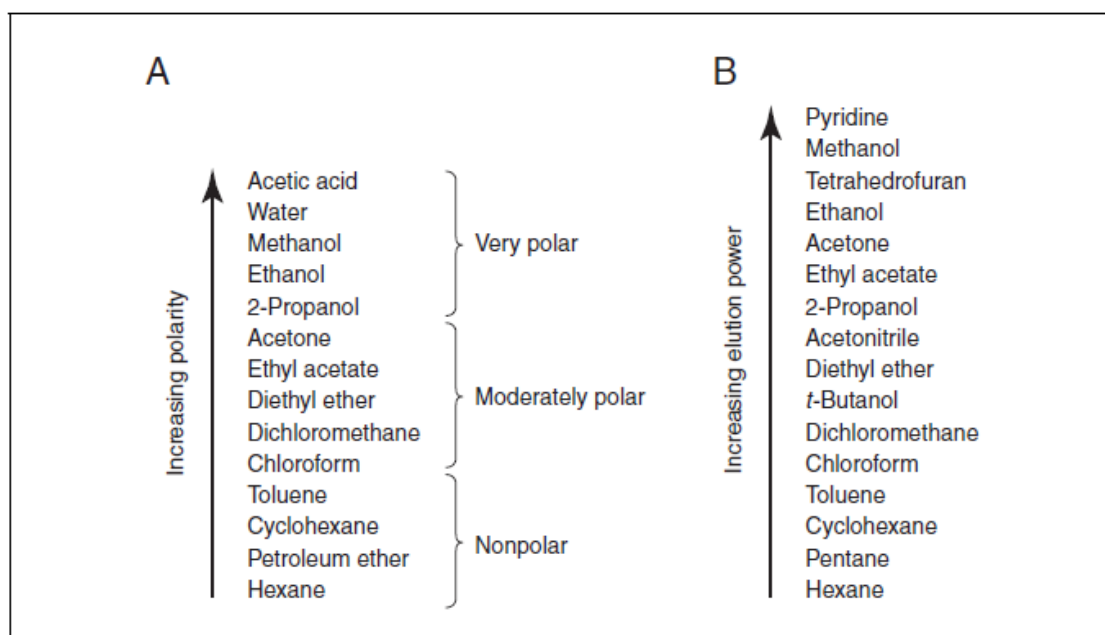 A
Increasing polarity
Acetic acid
Water
Methanol
Ethanol
2-Propanol
Acetone
Ethyl acetate
Diethyl ether
Dichloromethane
Chloroform
Toluene
Cyclohexane
Petroleum ether
Hexane
Very polar
Moderately polar
Nonpolar
B
Increasing elution power
Pyridine
Methanol
Tetrahedrofuran
Ethanol
Acetone
Ethyl acetate
2-Propanol
Acetonitrile
Diethyl ether
t-Butanol
Dichloromethane
Chloroform
Toluene
Cyclohexane
Pentane
Hexane